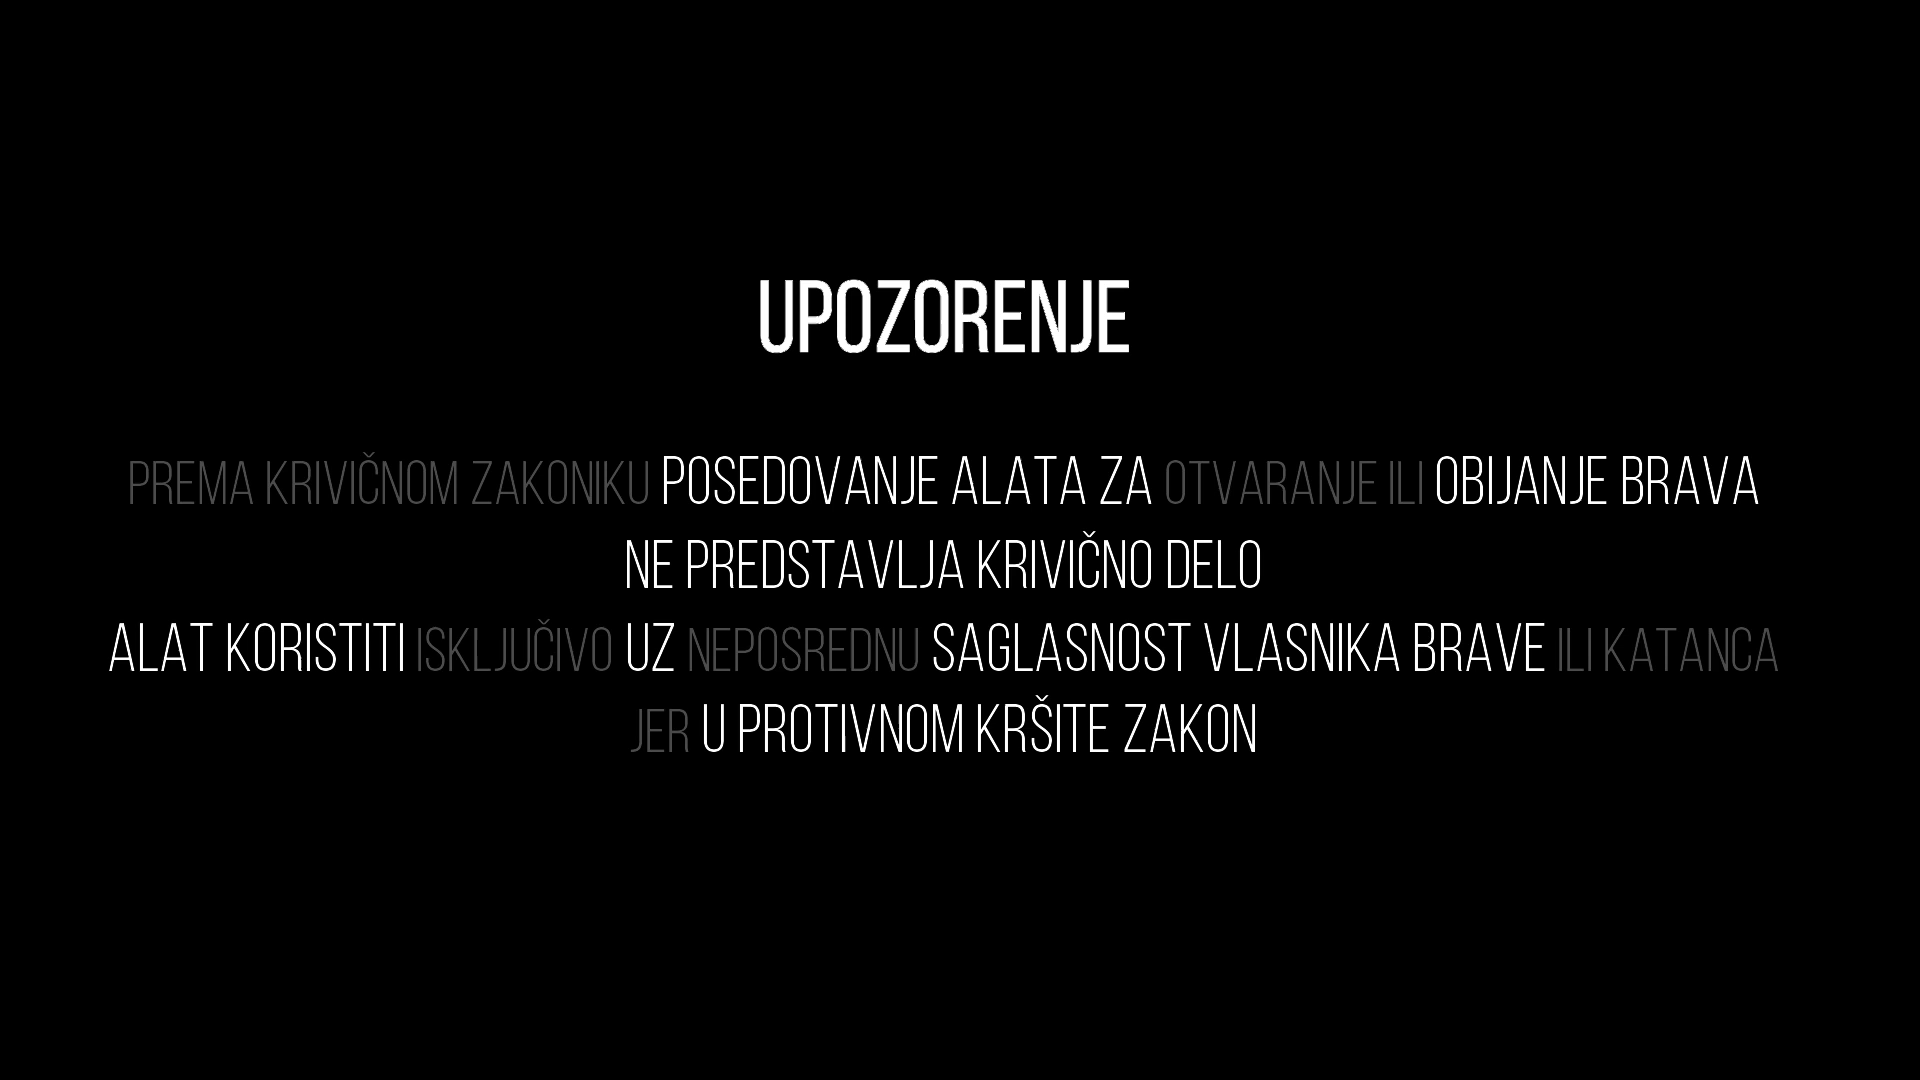 UPOZORENJE
PREMA KRIVIČNOM ZAKONIKU POSEDOVANJE ALATA ZA OTVARANJE ILI OBIJANJE BRAVA
NE PREDSTAVLJA KRIVIČNO DELO
ALAT KORISTITI ISKLJUČIVO UZ NEPOSREDNU SAGLASNOST VLASNIKA BRAVE ILI KATANCA
JER U PROTIVNOM KRŠITE ZAKON